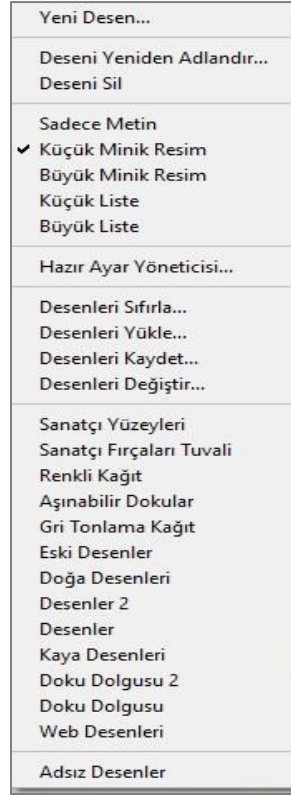 Yeni Desen...
Deseni Yeniden Adlandır...
Deseni Sil
Sadece Metin
Küçük Minik Resim
Büyük Minik Resim
Küçük Liste
Büyük Liste
Hazır Ayar Yöneticisi...
Desenleri Sıfırla...
Desenleri Yükle...
Desenleri Kaydet...
Desenleri Değiştir...
Sanatçı Yüzeyleri
Sanatçı Fırçaları Tuvali
Renkli Kağıt
Aşınabilir Dokular
Gri Tonlama Kağıt
Eski Desenler
Doğa Desenleri
Desenler 2
Desenler
Kaya Desenleri
Doku Dolgusu 2
Doku Dolgusu
Web Desenleri
Adsız Desenler